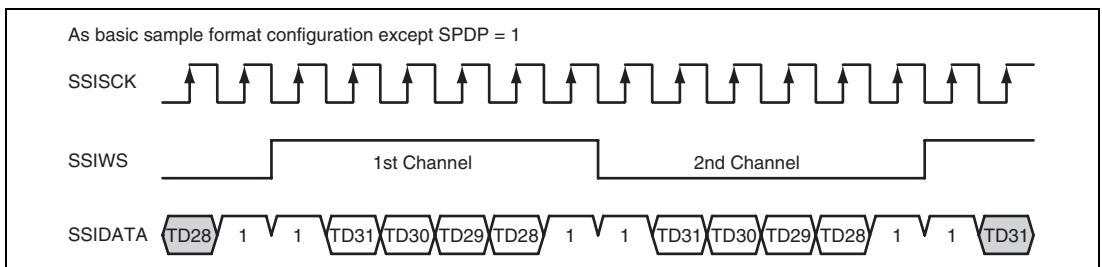 As basic sample format configuration except SPDP = 1
SSISCK
SSIWS 1st Channel 2nd Channel
SSIDATA TD28 1 1 TD31 TD30 TD29 TD28 1 1 TD31 TD30 TD29 TD28 1 1 TD31